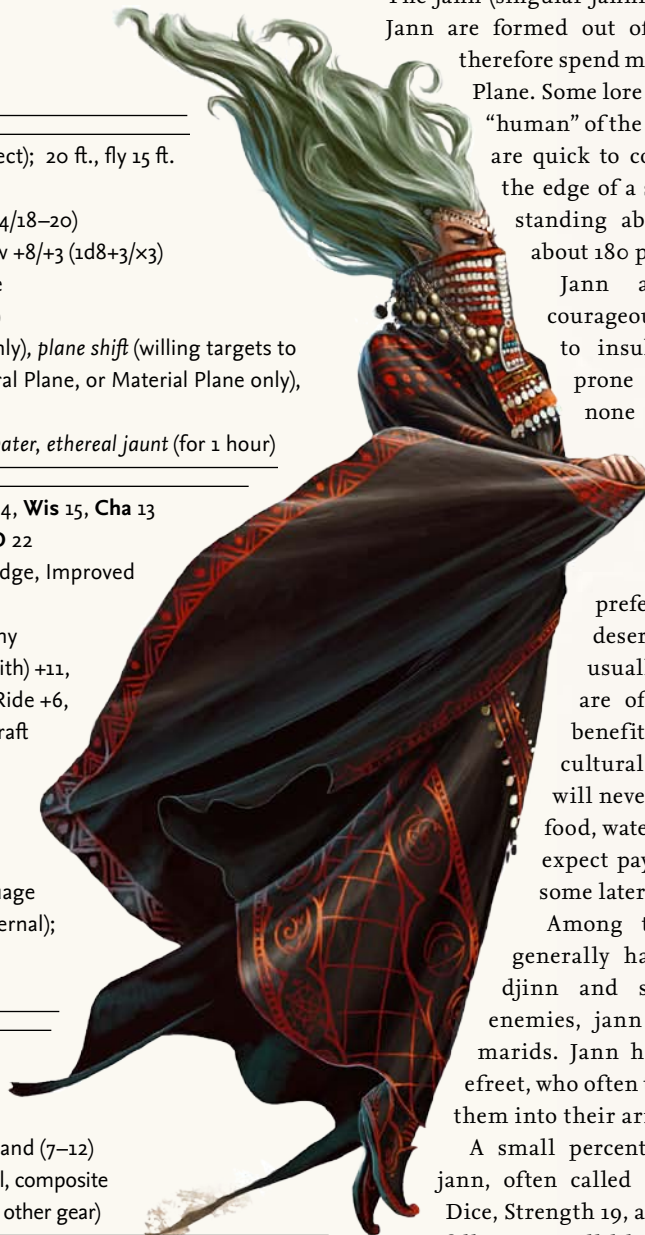 ect); 20 ft., fly 15 ft.
4/18–20)
+8/+3 (1d8+3/×3)
e
nly), plane shift (willing targets to
ral Plane, or Material Plane only),
ater, ethereal jaunt (for 1 hour)
4, Wis 15, Cha 13
D 22
dge, Improved
ny
ith) +11,
Ride +6,
raft
uage
ernal);
and (7–12)
l, composite
other gear)
The Jann (singular
Jann are formed out of
therefore spend m
Plane. Some lore
“human” of the
are quick to co
the edge of a
standing ab
about 180 p
Jann a
courageou
to insul
prone
none
prefe
deser
usuall
are of
benefit
cultural
will neve
food, wate
expect pay
some later
Among t
generally ha
djinn and s
enemies, jann
marids. Jann h
efreet, who often
them into their ar
A small percent
jann, often called
Dice, Strength 19, a